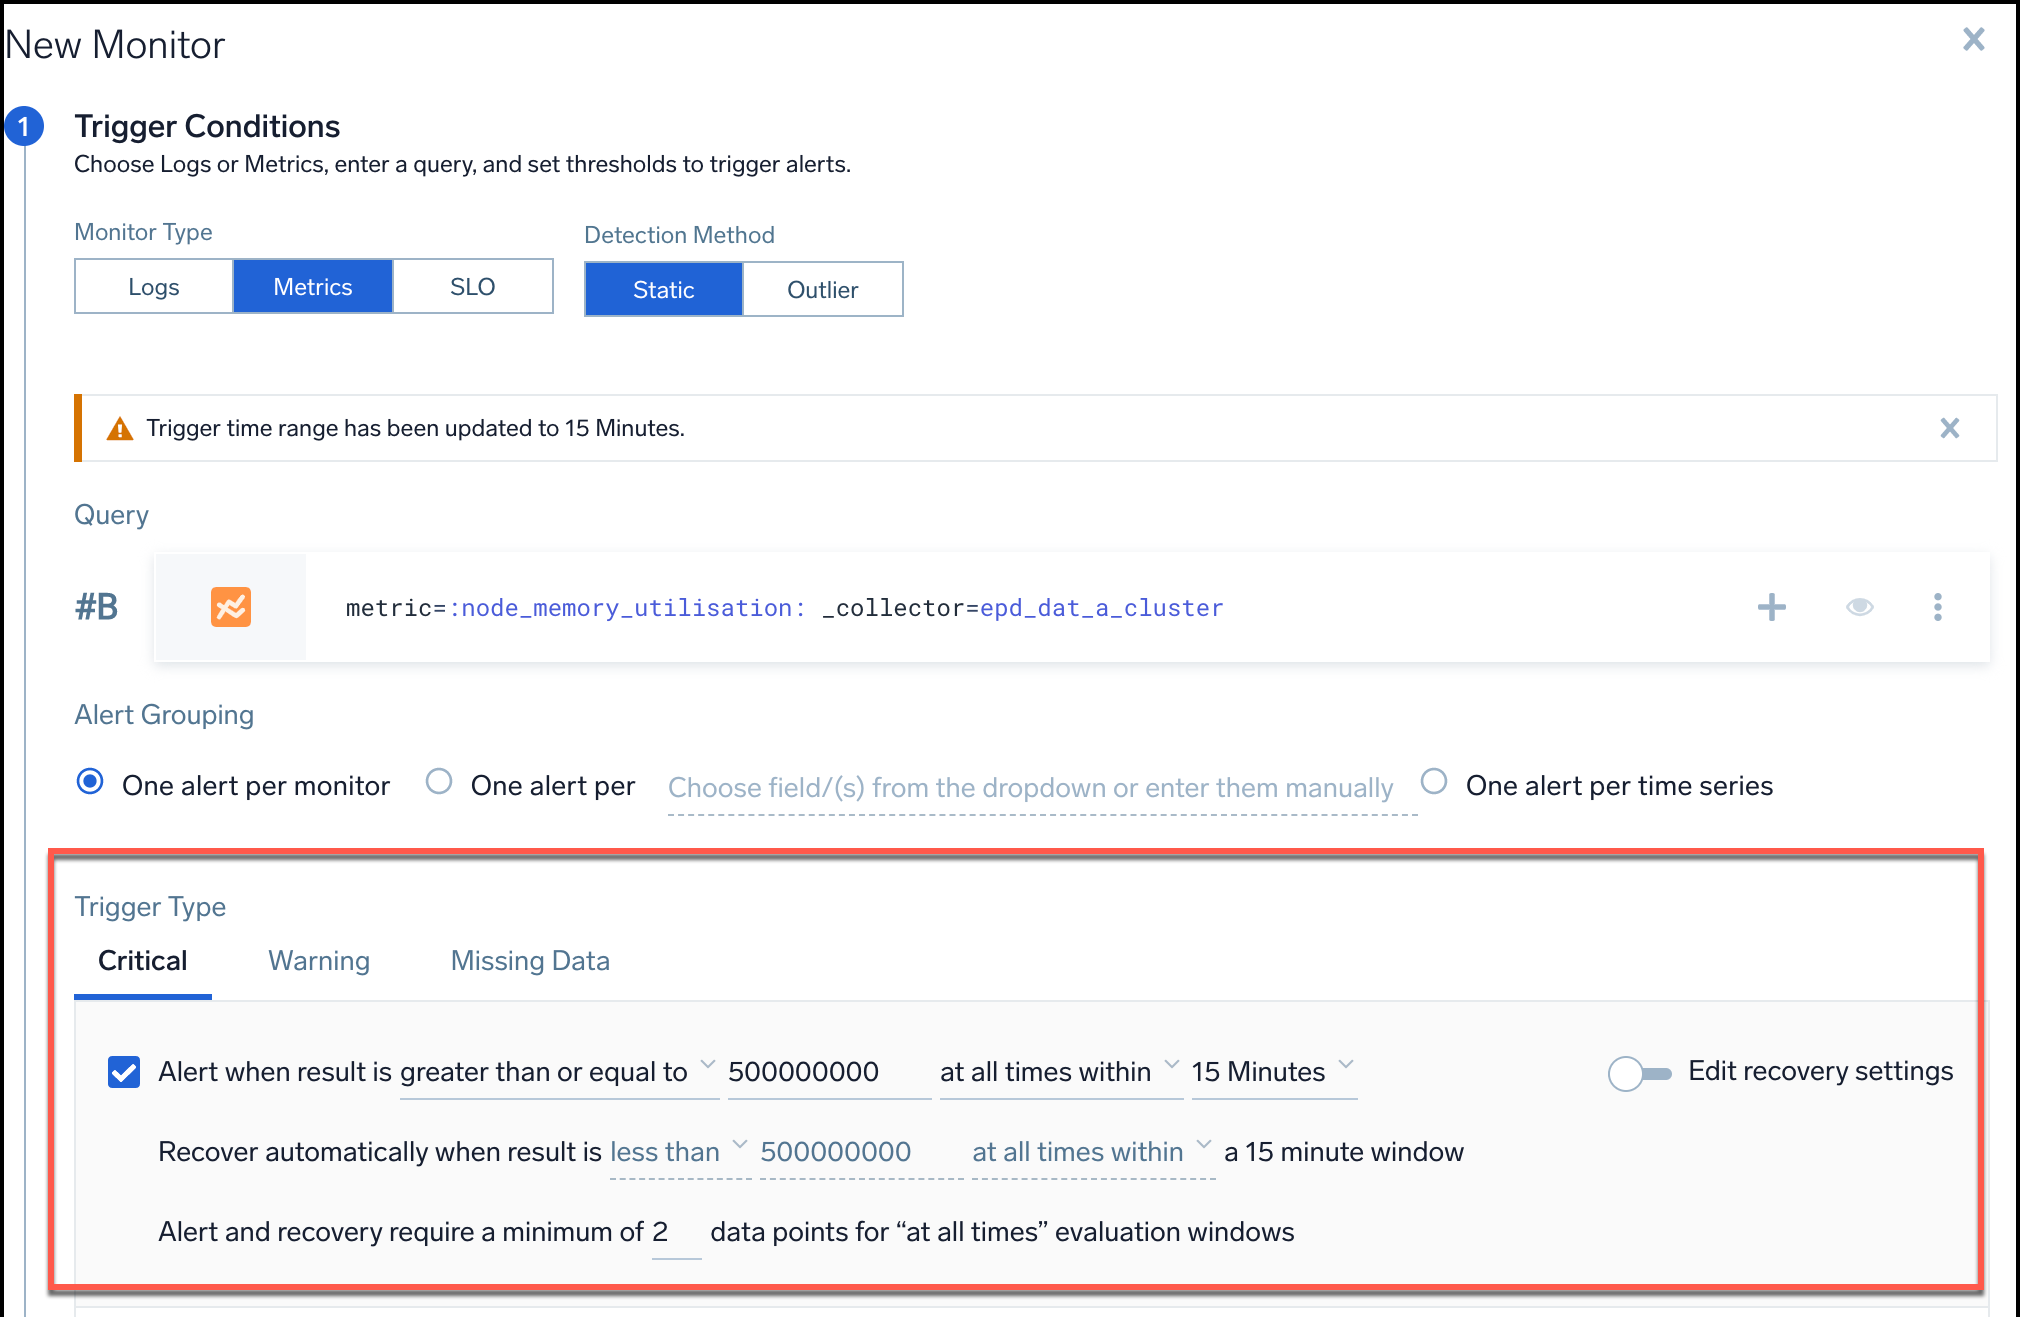 New Monitor
1
Trigger Conditions
Choose Logs or Metrics, enter a query, and set thresholds to trigger alerts.
Monitor Type
Detection Method
Logs Metrics SLO
Static Outlier
Trigger time range has been updated to 15 Minutes.
Query
#B metric=:node_memory_utilisation: _collector=epd_dat_a_cluster
Alert Grouping
One alert per monitor One alert per Choose field/(s) from the dropdown or enter them manually One alert per time series
Trigger Type
Critical Warning Missing Data
Alert when result is greater than or equal to 500000000 at all times within 15 Minutes Edit recovery settings
Recover automatically when result is less than 500000000 at all times within a 15 minute window
Alert and recovery require a minimum of 2 data points for “at all times” evaluation windows